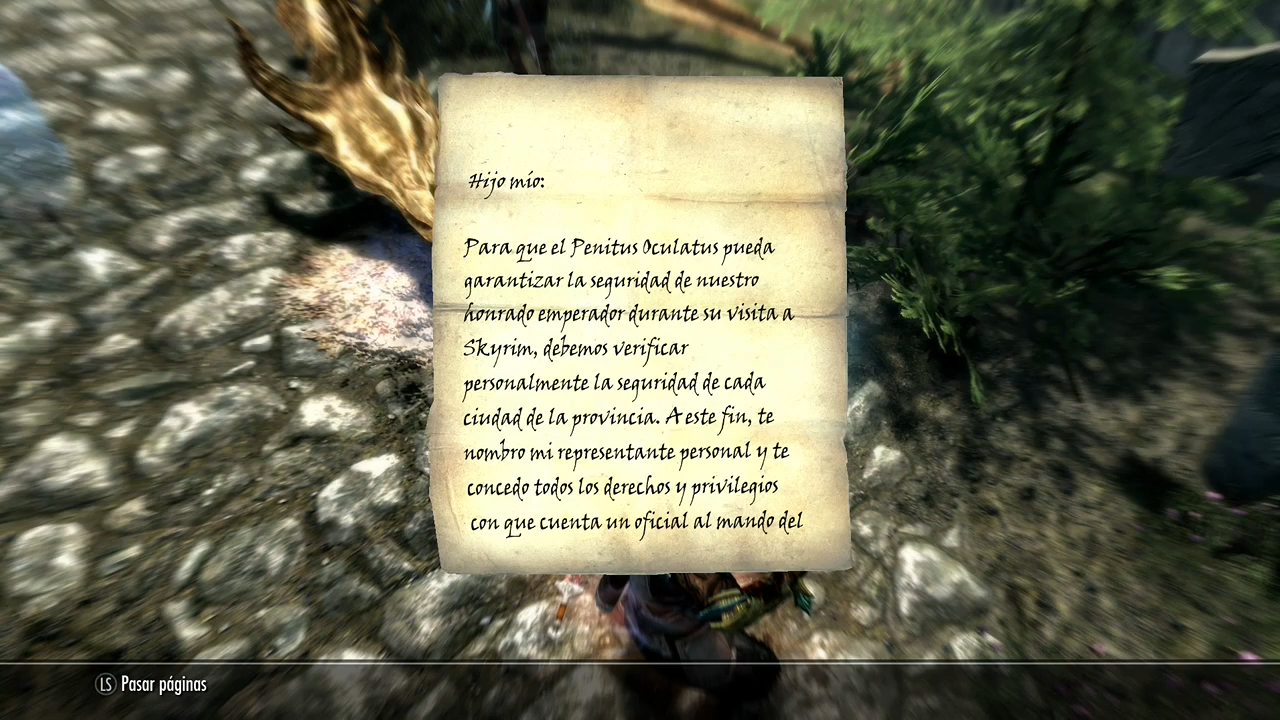 Hijo mío:
Para que el Penitus Oculatus pueda
garantizar la seguridad de nuestro
honrado emperador durante su visita a
Skyrim, debemos verificar
personalmente la seguridad de cada
ciudad de la provincia. A este fin, te
nombro mi representante personal y te
concedo todos los derechos y privilegios
con que cuenta un oficial al mando del
LS Pasar páginas